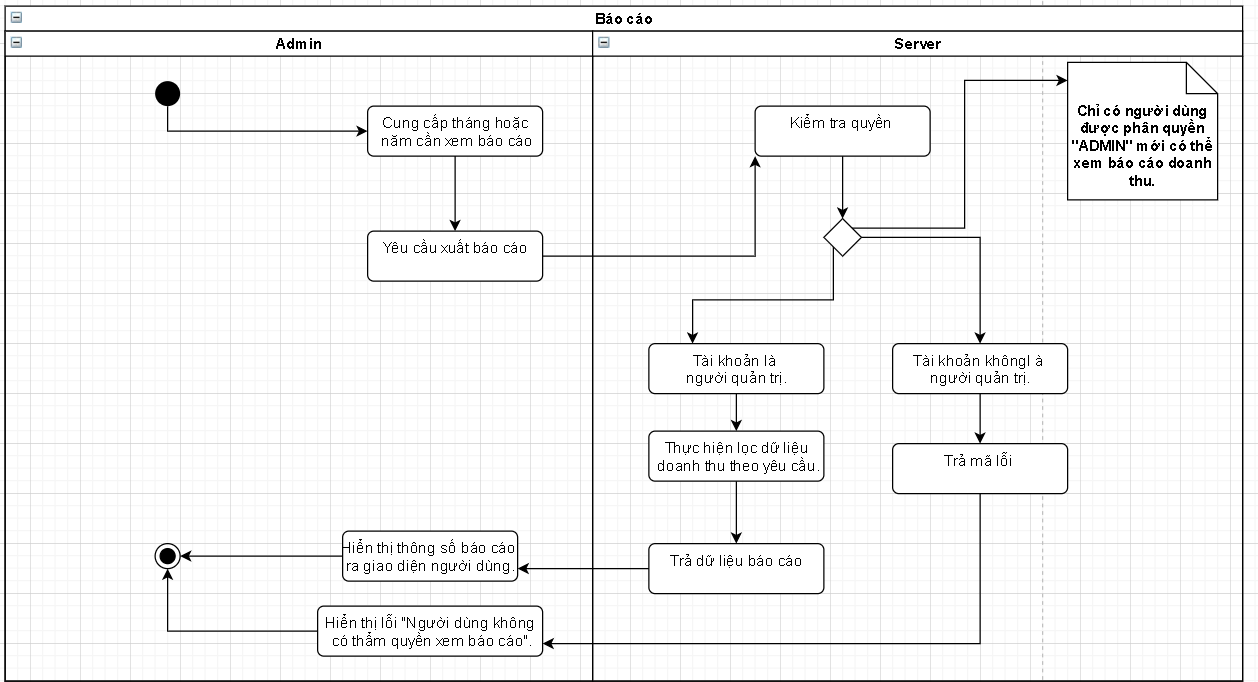 Báo cáo
Admin
Server
Cung cấp tháng hoặc
năm cần xem báo cáo
Yêu cầu xuất báo cáo
Kiểm tra quyền
Chỉ có người dùng
được phân quyền
"ADMIN" mới có thể
xem báo cáo doanh
thu.
Tài khoản là
người quản trị.
Tài khoản khôngl à
người quản trị.
Thực hiện lọc dữ liệu
doanh thu theo yêu cầu.
Trả mã lỗi
Trả dữ liệu báo cáo
Hiển thị thông số báo cáo
ra giao diện người dùng.
Hiển thị lỗi "Người dùng không
có thẩm quyền xem báo cáo".